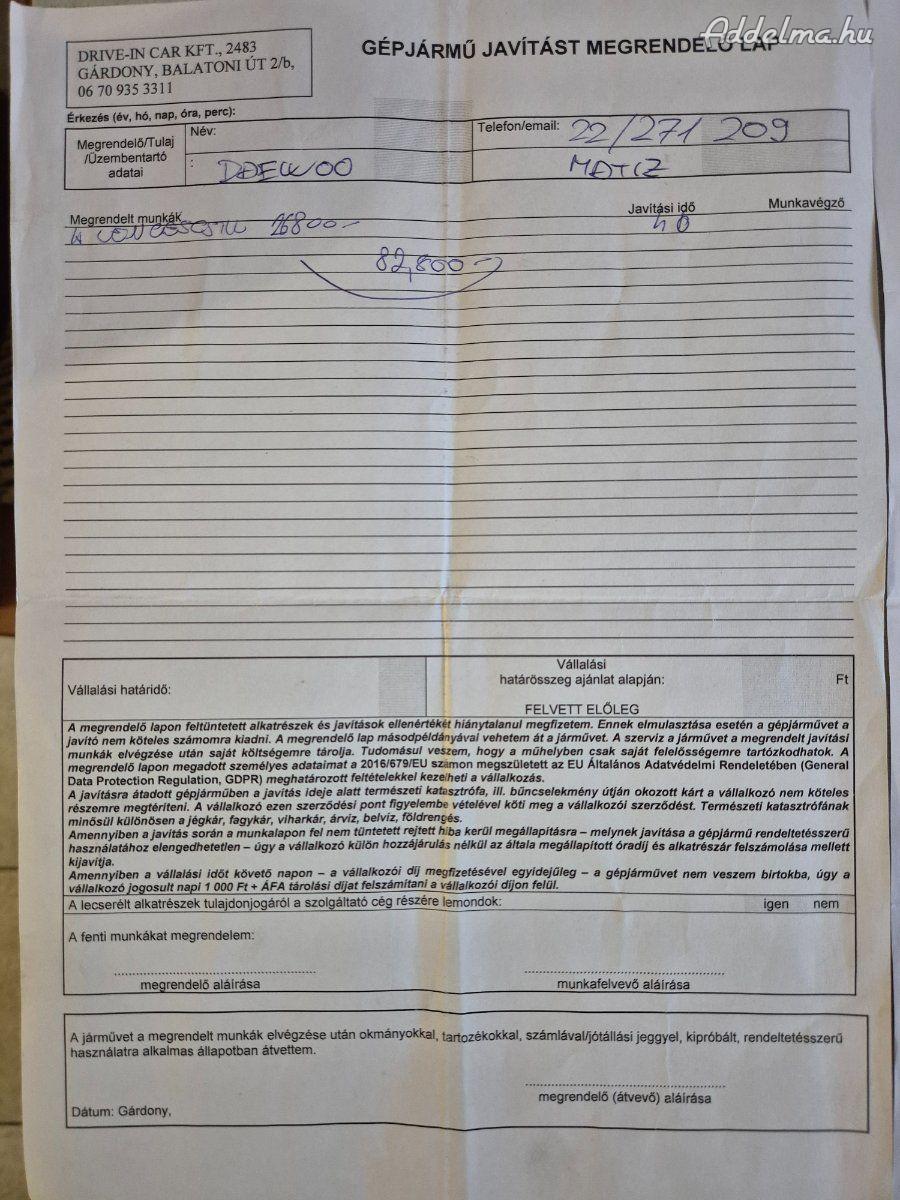 Addelma.hu
DRIVE-IN CAR KFT., 2483
GÁRDONY, BALATONI ÚT 2/b,
06 70 935 3311
GÉPJÁRMŰ JAVÍTÁST MEGRENDELŐ LAP
Érkezés (év, hó, nap, óra, perc):
Megrendelő/Tulaj
/Üzembentartó
adatai
Név:
Telefon/email: 22/271 209
: DAEWOO
MATIZ
Megrendelt munkák
Javítási idő
Munkavégző
26800-
82,800-
Vállalási határidő:
Vállalási
határösszeg ajánlat alapján:
Ft
FELVETT ELŐLEG
A megrendelő lapon feltüntetett alkatrészek és javítások ellenértékét hiánytalanul megfizetem. Ennek elmulasztása esetén a gépjárművet a
javító nem köteles számomra kiadni. A megrendelő lap másodpéldányával vehetem át a járművet. A szerviz a járművet a megrendelt javítási
munkák elvégzése után saját költségemre tárolja. Tudomásul veszem, hogy a műhelyben csak saját felelősségemre tartózkodhatok. A
megrendelő lapon megadott személyes adataimat a 2016/679/EU számon megszületett az EU Általános Adatvédelmi Rendeletében (General
Data Protection Regulation, GDPR) meghatározott feltételekkel kezelheti a vállalkozás.
A javításra átadott gépjárműben a javítás ideje alatt természeti katasztrófa, ill. bűncselekmény útján okozott kárt a vállalkozó nem köteles
részemre megtéríteni. A vállalkozó ezen szerződési pont figyelembe vételével köti meg a vállalkozói szerződést. Természeti katasztrófának
minősül különösen a jégkár, fagykár, viharkár, árvíz, belvíz, földrengés.
Amennyiben a javítás során a munkalapon fel nem tüntetett rejtett hiba kerül megállapításra – melynek javítása a gépjármű rendeltetésszerű
használatához elengedhetetlen – úgy a vállalkozó külön hozzájárulás nélkül az általa megállapított óradíj és alkatrészár felszámolása mellett
kijavítja.
Amennyiben a vállalási időt követő napon – a vállalkozói díj megfizetésével egyidejűleg – a gépjárművet nem veszem birtokba, úgy a
vállalkozó jogosult napi 1 000 Ft + ÁFA tárolási díjat felszámítani a vállalkozói díjon felül.
A lecserélt alkatrészek tulajdonjogáról a szolgáltató cég részére lemondok:
igen nem
A fenti munkákat megrendelem:
megrendelő aláírása
munkafelvevő aláírása
A járművet a megrendelt munkák elvégzése után okmányokkal, tartozékokkal, számlával/jótállási jeggyel, kipróbált, rendeltetésszerű
használatra alkalmas állapotban átvettem.
megrendelő (átvevő) aláírása
Dátum: Gárdony,